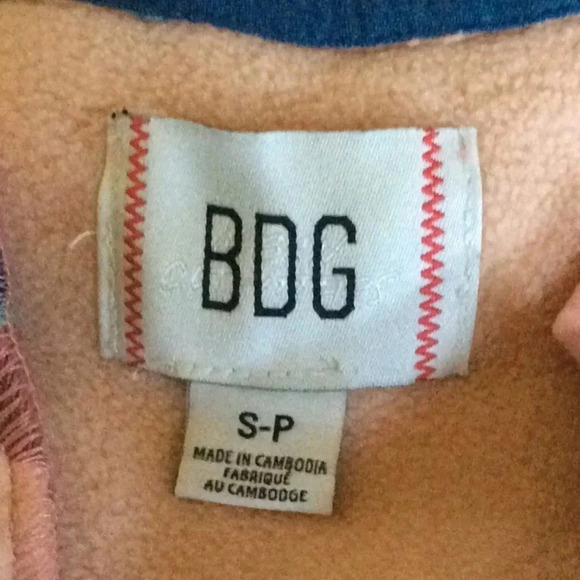 BDG
S-P
MADE IN CAMBODIA
FABRIQUÉ
AU CAMBODGE